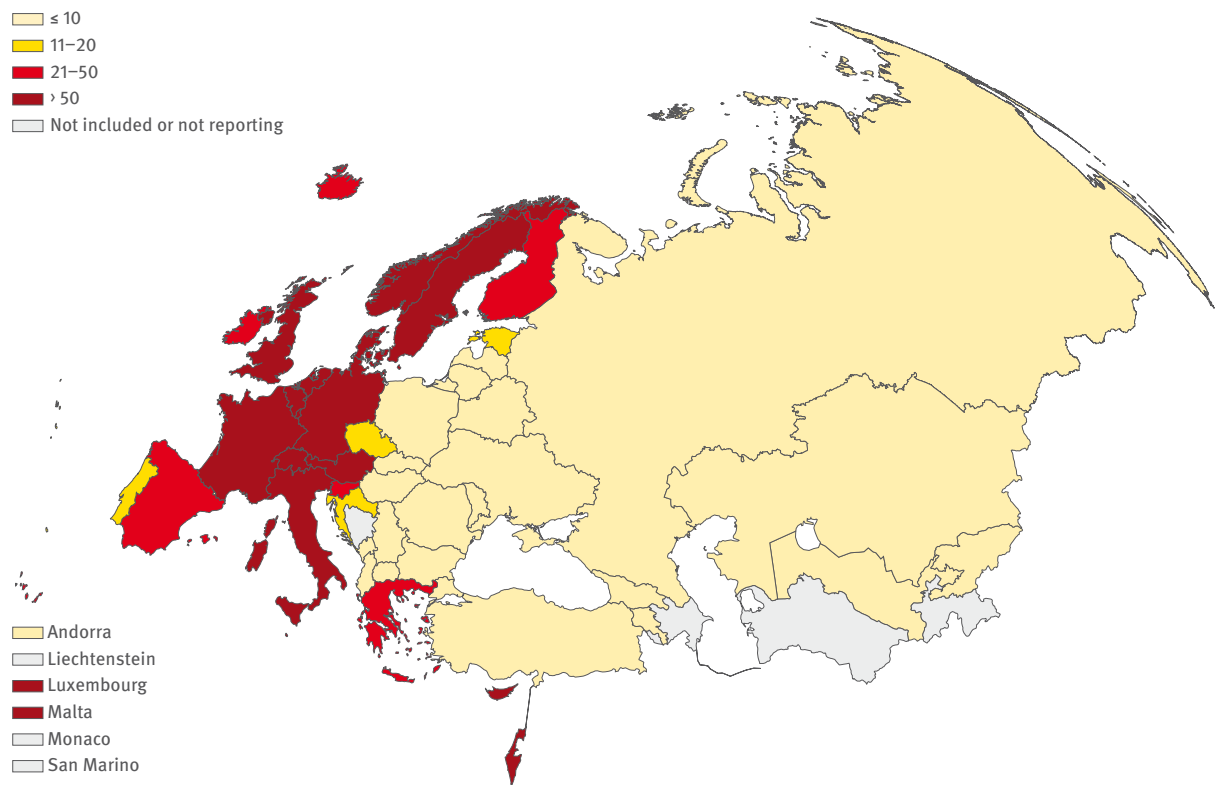 ≤ 10
11–20
21–50
› 50
Not included or not reporting
Andorra
Liechtenstein
Luxembourg
Malta
Monaco
San Marino